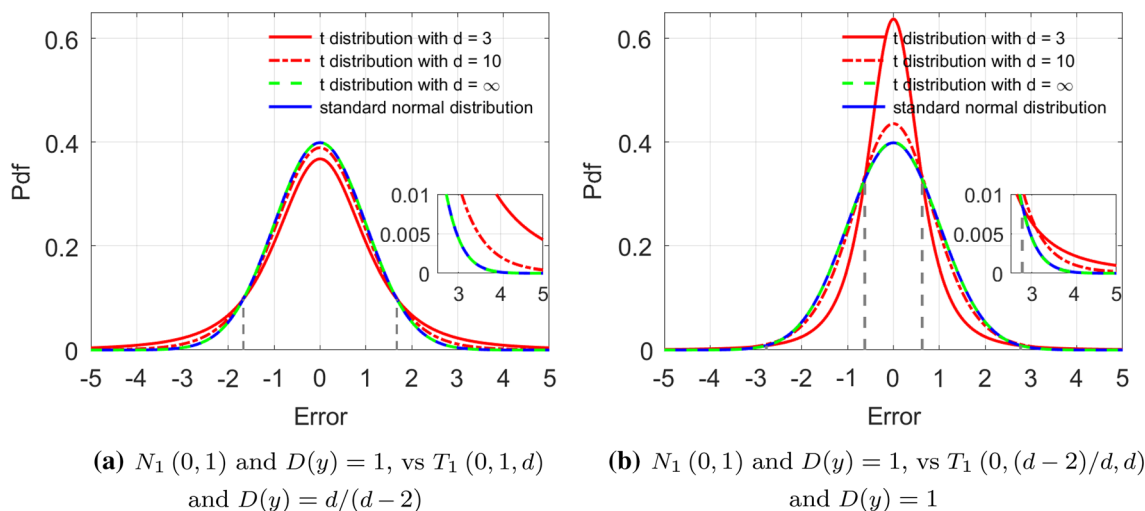 0.6
0.4
0.2
0
Pdf
t distribution with d = 3
t distribution with d = 10
t distribution with d = ∞
standard normal distribution
0.01
0.005
0
3 4 5
-5 -4 -3 -2 -1 0 1 2 3 4 5
Error
(a) N₁ (0, 1) and D(y) = 1, vs T₁ (0, 1, d)
and D(y) = d/(d − 2)
0.6
0.4
0.2
0
Pdf
t distribution with d = 3
t distribution with d = 10
t distribution with d = ∞
standard normal distribution
0.01
0.005
0
3 4 5
-5 -4 -3 -2 -1 0 1 2 3 4 5
Error
(b) N₁ (0, 1) and D(y) = 1, vs T₁ (0, (d − 2)/d, d)
and D(y) = 1